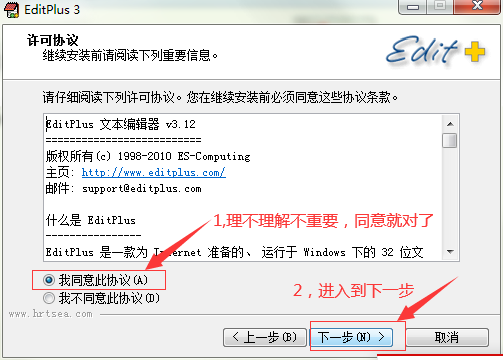 EditPlus 3
许可协议
继续安装前请阅读下列重要信息。
Edit +
请仔细阅读下列许可协议。您在继续安装前必须同意这些协议条款。
EditPlus 文本编辑器 v3.12
==========================
版权所有(c) 1998-2010 ES-Computing
主页: http://www.editplus.com/
邮件: support@editplus.com
什么是 EditPlus
----------------
1,理不理解不重要，同意就对了
EditPlus 是一款为 Internet 准备的、 运行于 Windows 下的 32 位文
我同意此协议(A)
我不同意此协议(D)
2，进入到下一步
www.hrtsea.com
< 上一步(B)
下一步(N) >
取消